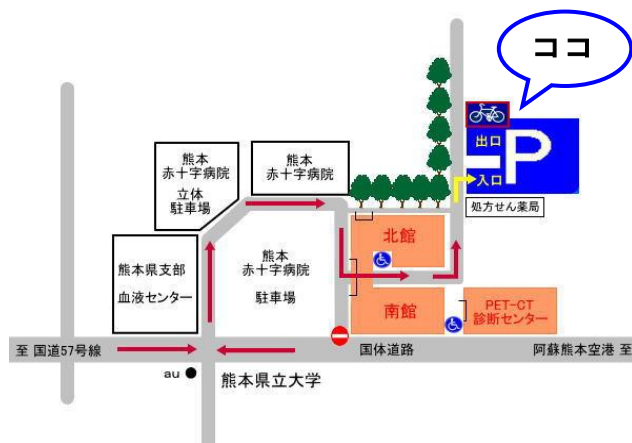 ココ
出口
P
入口
処方せん薬局
熊本
赤十字病院
立体
駐車場
熊本
赤十字病院
北館
熊本県支部
血液センター
熊本
赤十字病院
駐車場
南館
PET-CT
診断センター
至 国道57号線
国体道路
阿蘇熊本空港 至
au
熊本県立大学